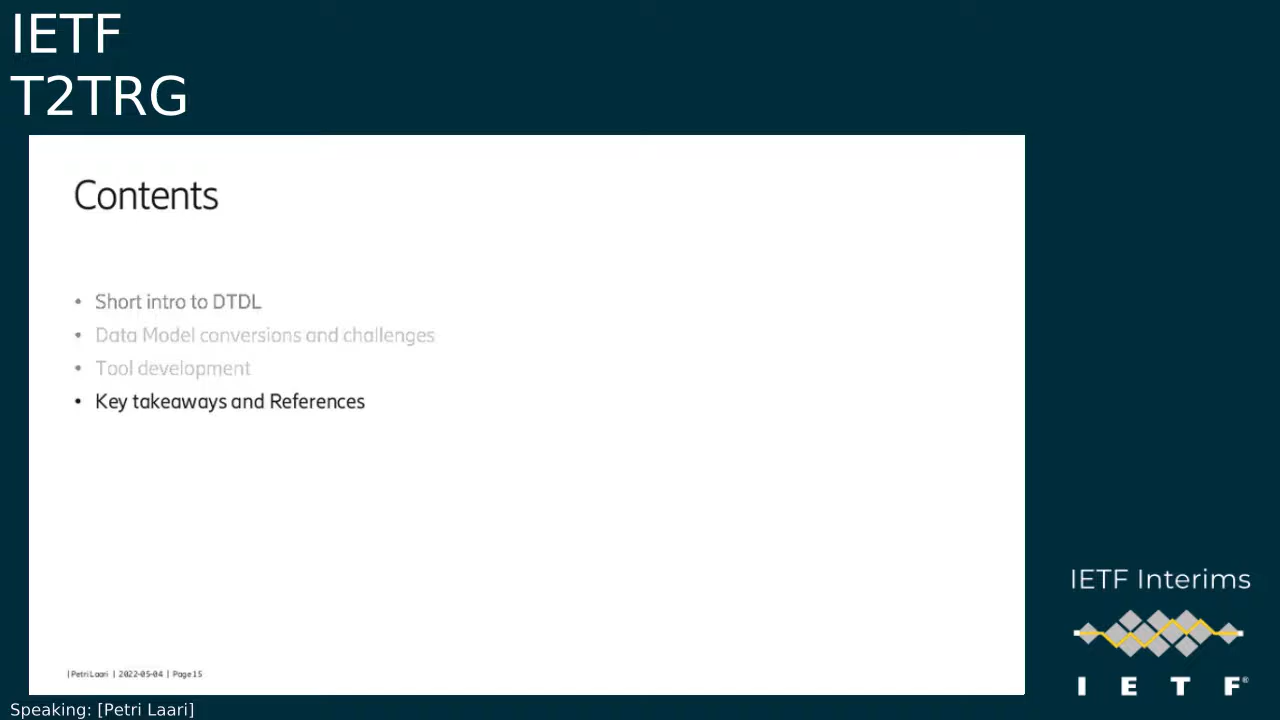 IETF
T2TRG
Contents
• Short intro to DTDL
• Data Model conversions and challenges
• Tool development
• Key takeaways and References
| Petri Laari | 2022-05-04 | Page 15
IETF Interims
I E T F®
Speaking: [Petri Laari]